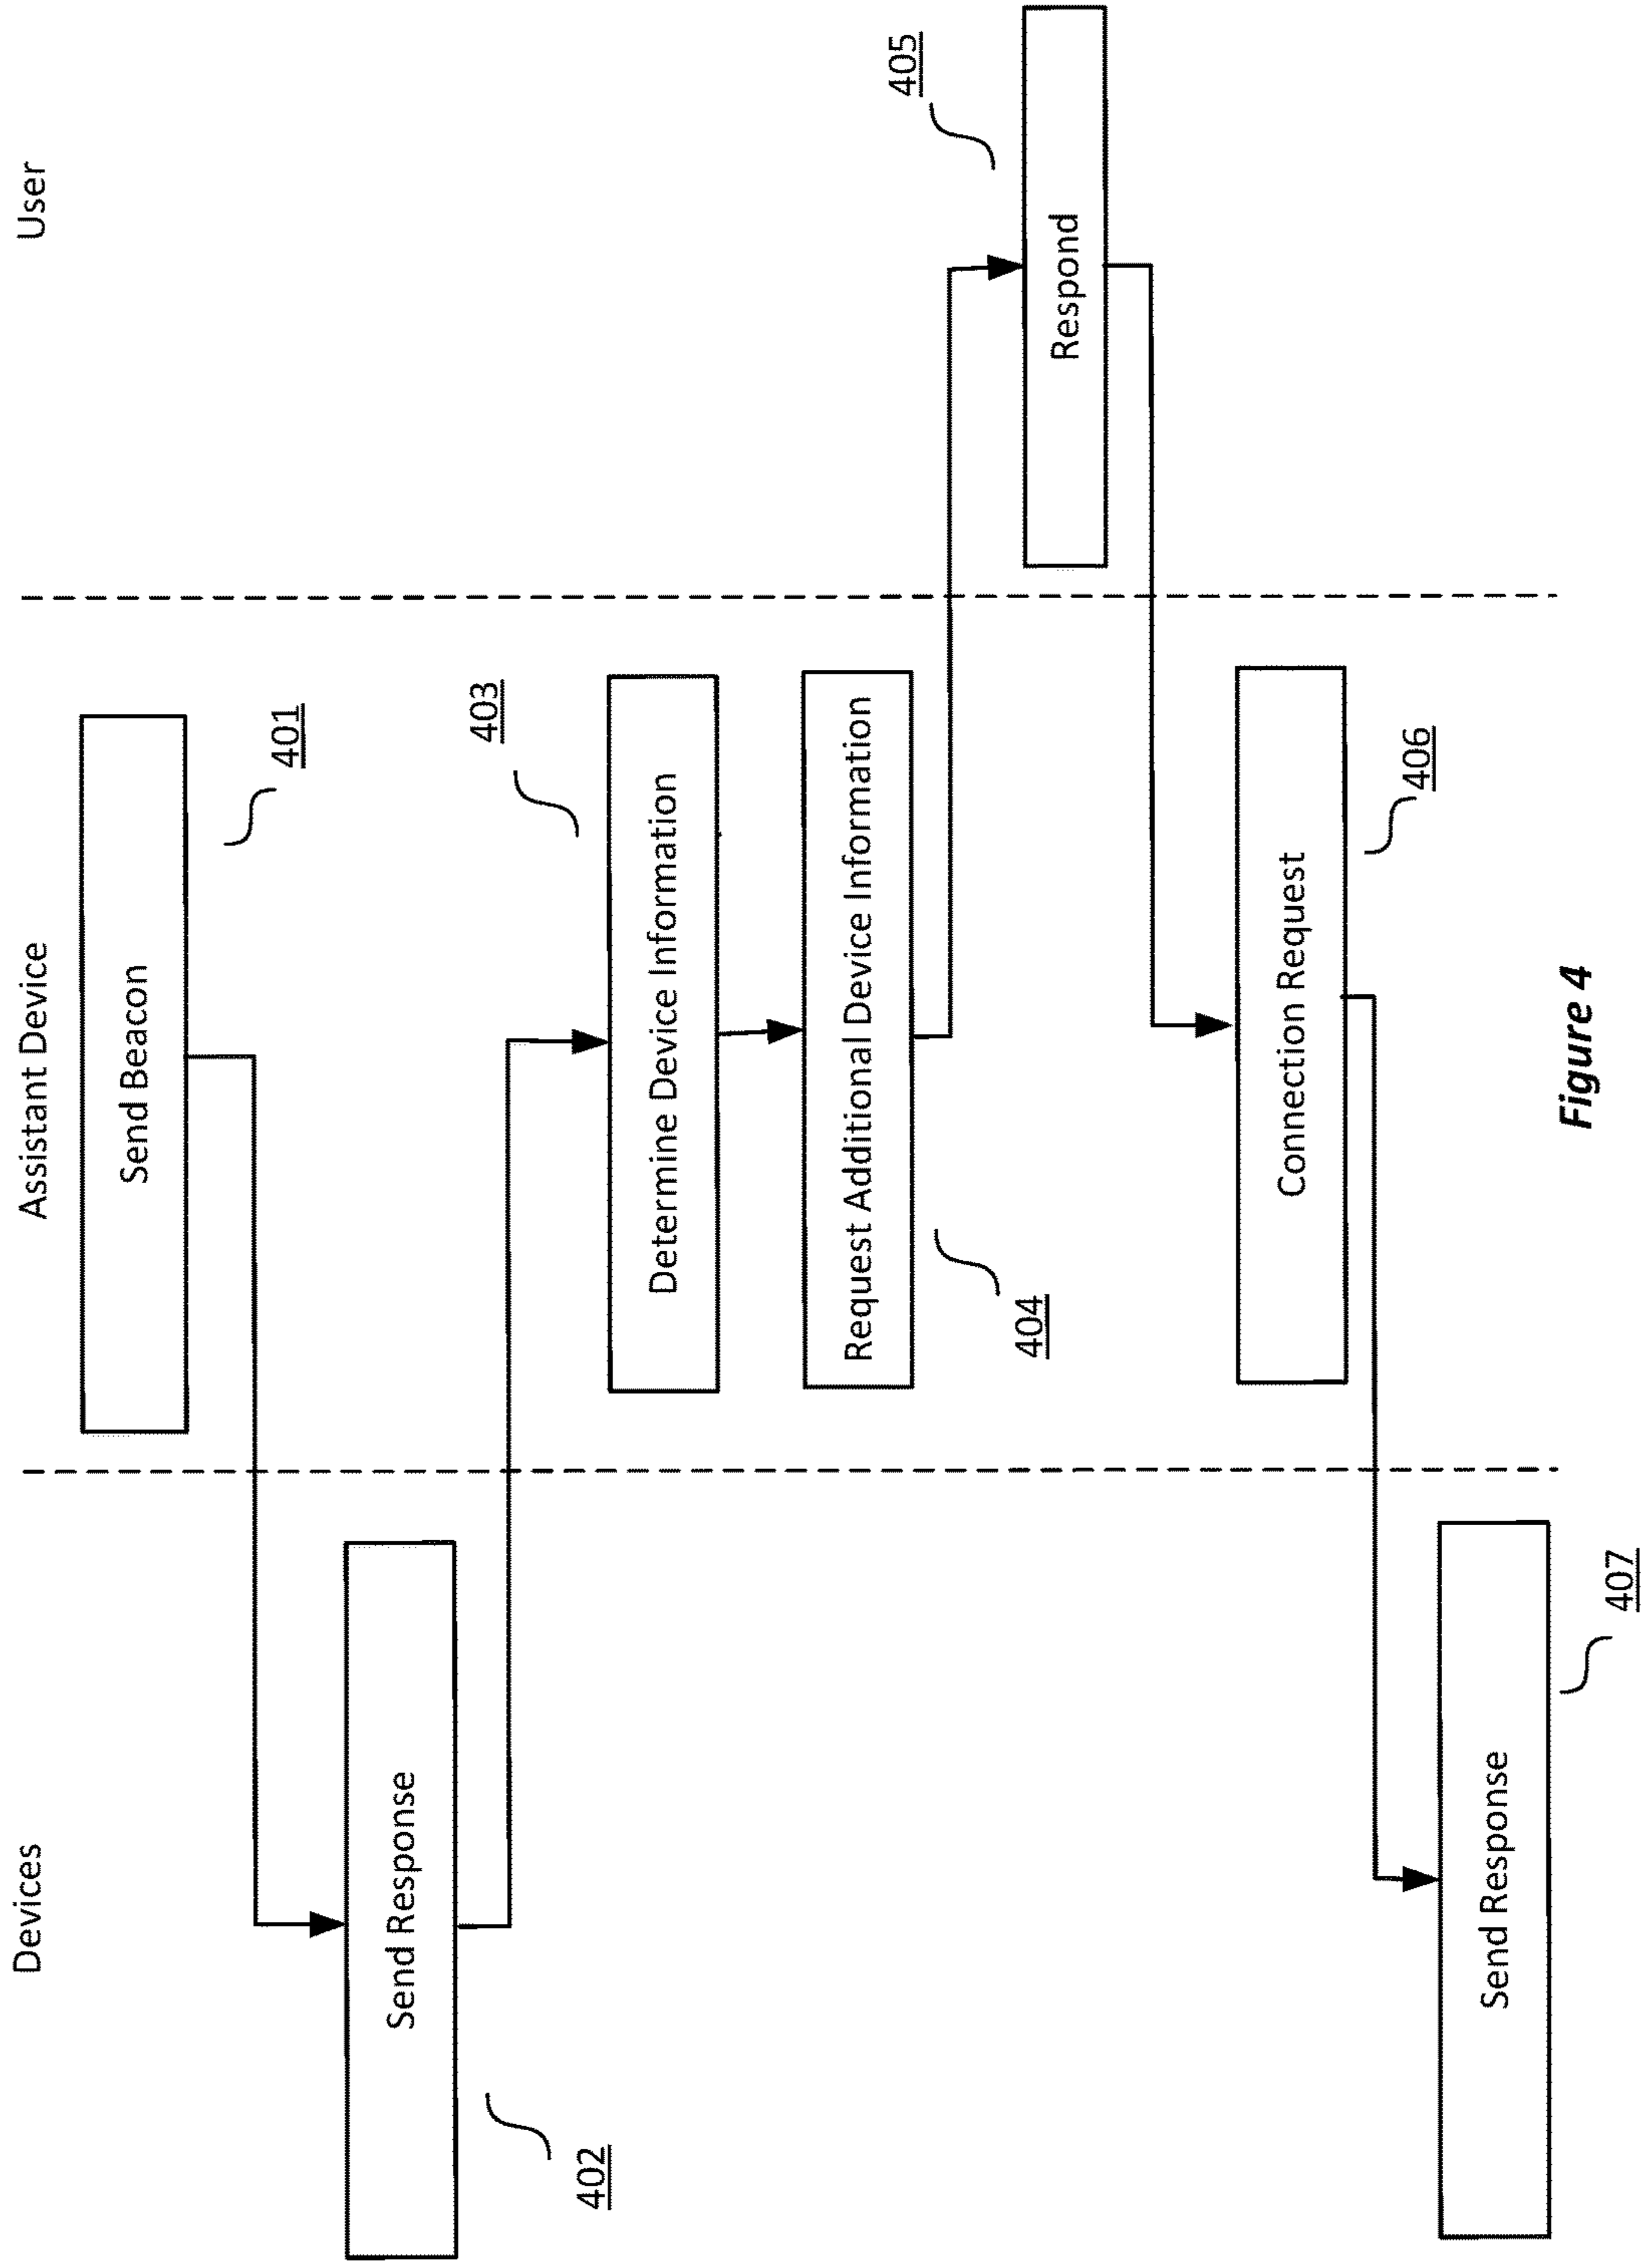 Devices
Assistant Device
User
Send Beacon
401
Send Response
402
403
Determine Device Information
Request Additional Device Information
404
405
Respond
Connection Request
406
Send Response
407
Figure 4